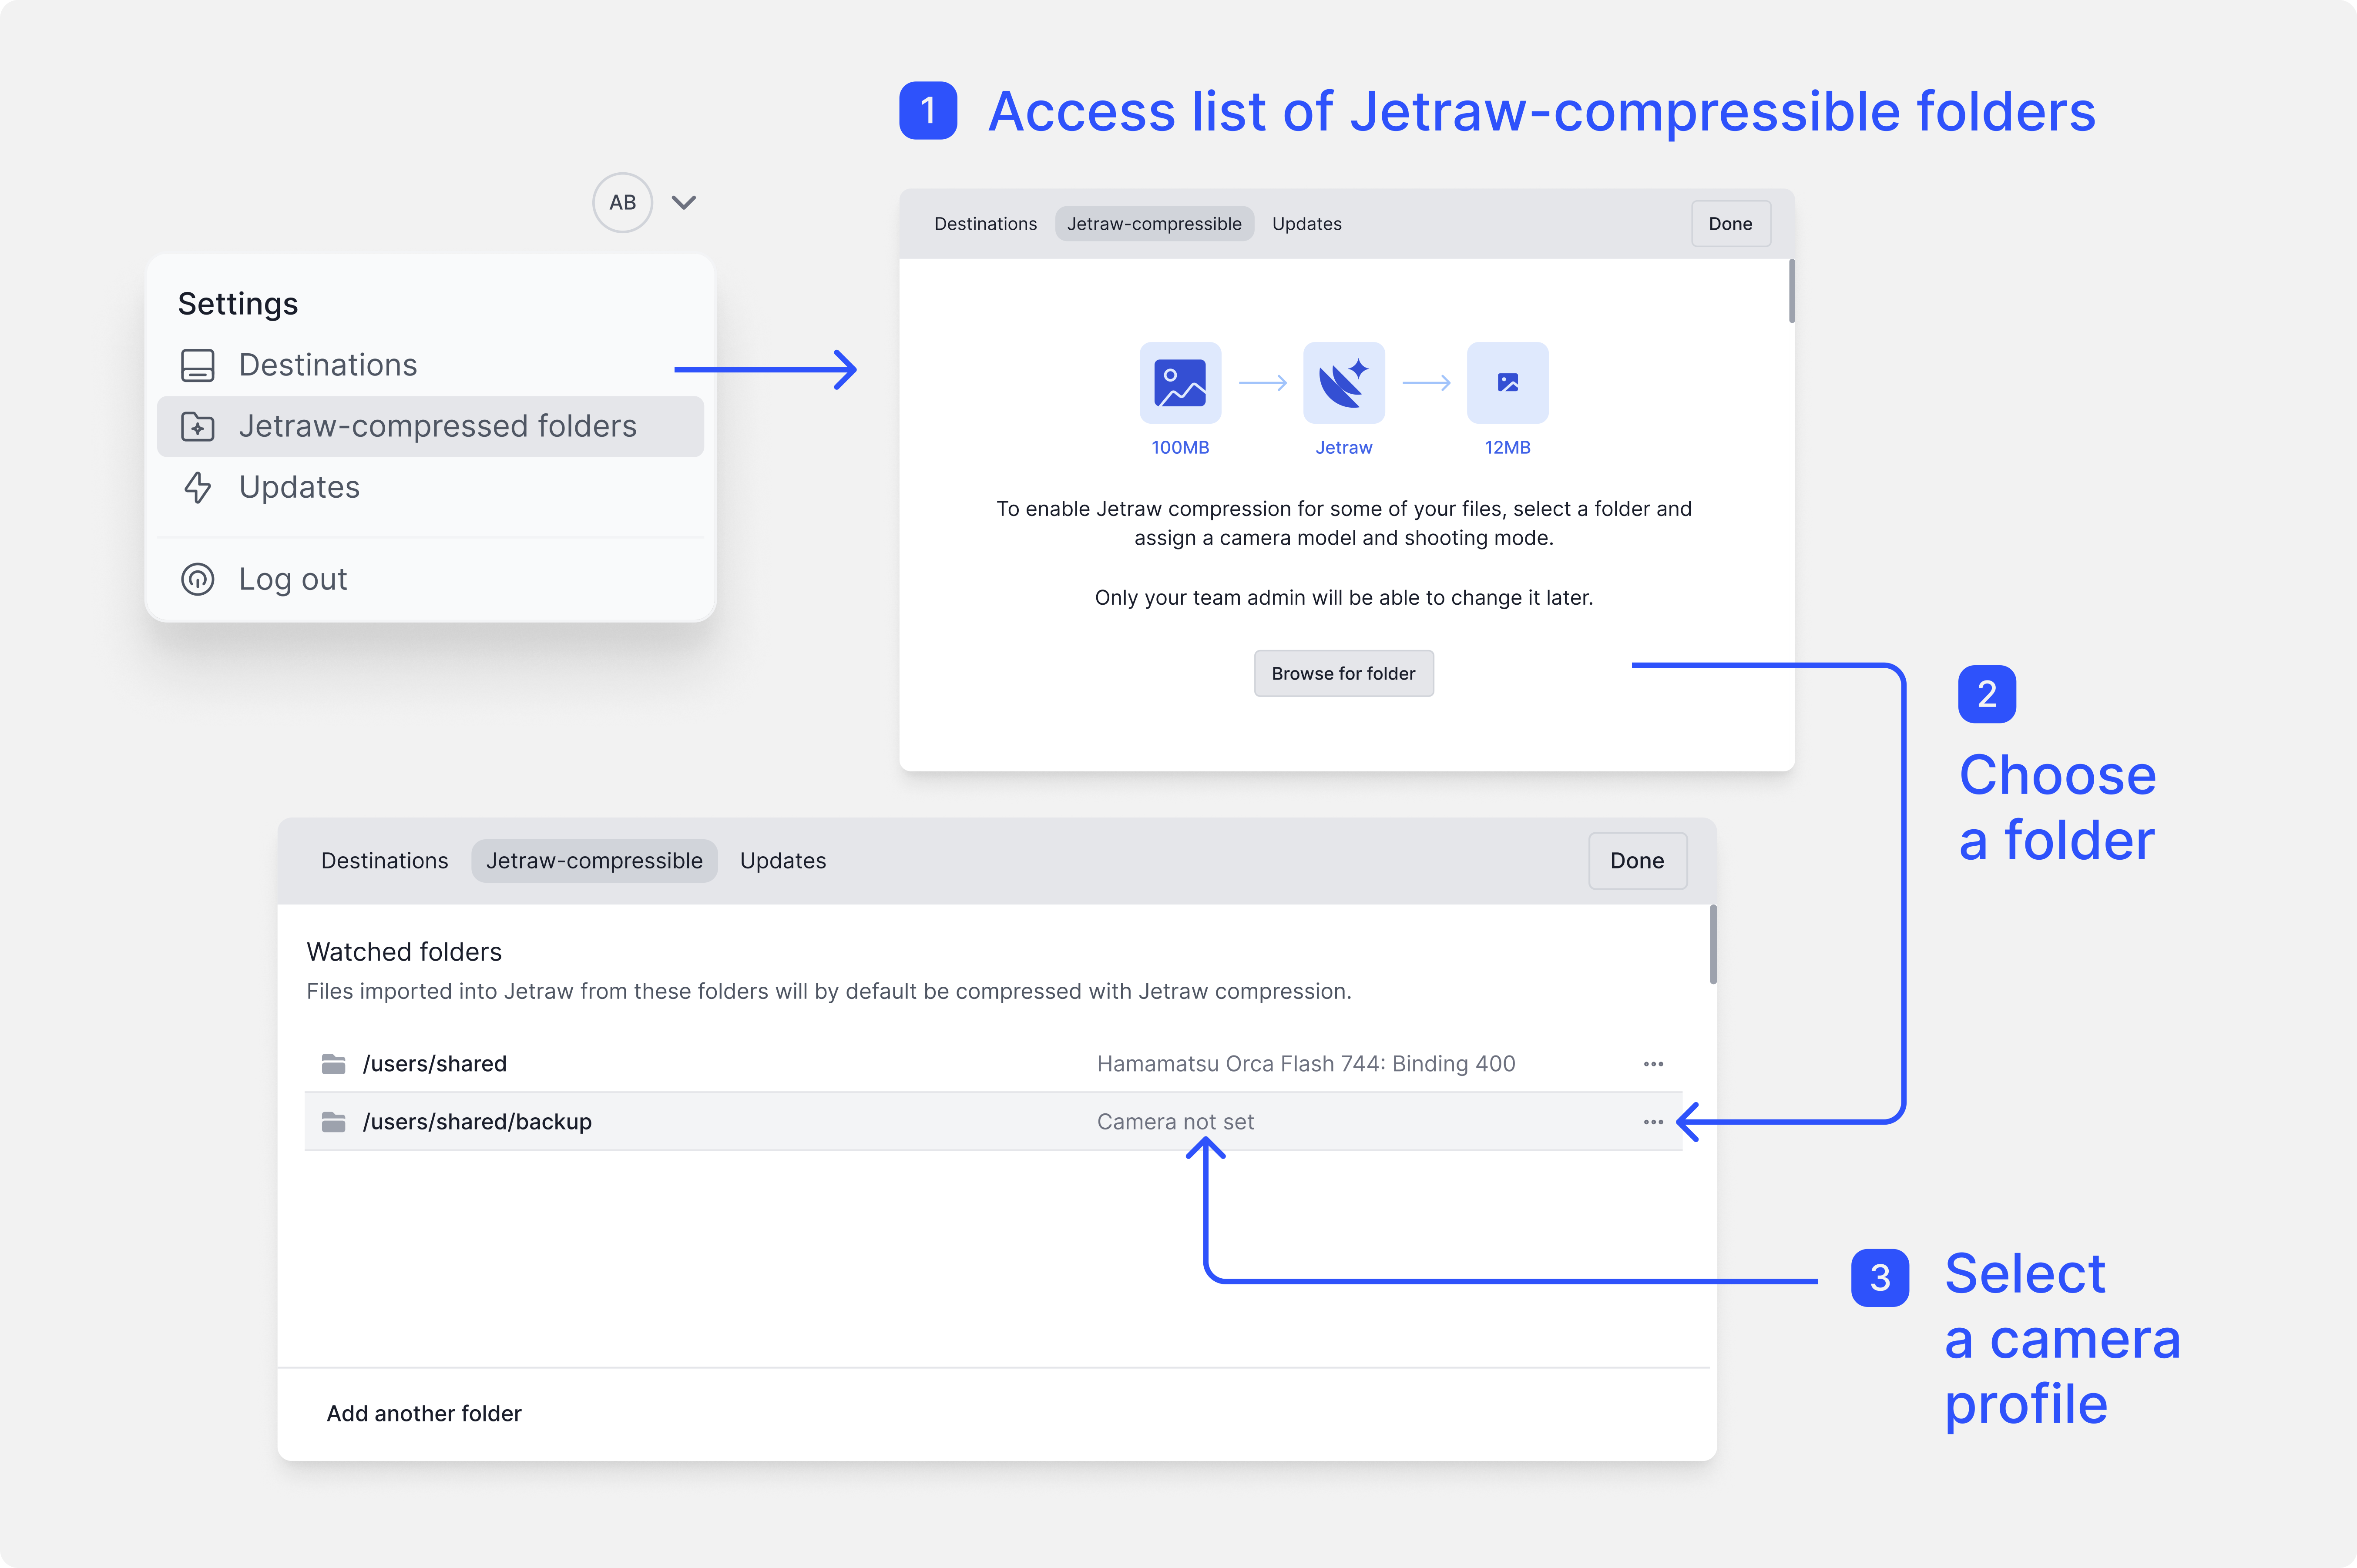 1 Access list of Jetraw-compressible folders
AB
Settings
Destinations
Jetraw-compressed folders
Updates
Log out
Destinations Jetraw-compressible Updates Done
100MB Jetraw 12MB
To enable Jetraw compression for some of your files, select a folder and
assign a camera model and shooting mode.
Only your team admin will be able to change it later.
Browse for folder
2
Choose
a folder
Destinations Jetraw-compressible Updates Done
Watched folders
Files imported into Jetraw from these folders will by default be compressed with Jetraw compression.
/users/shared Hamamatsu Orca Flash 744: Binding 400
/users/shared/backup Camera not set
Add another folder
3 Select
a camera
profile